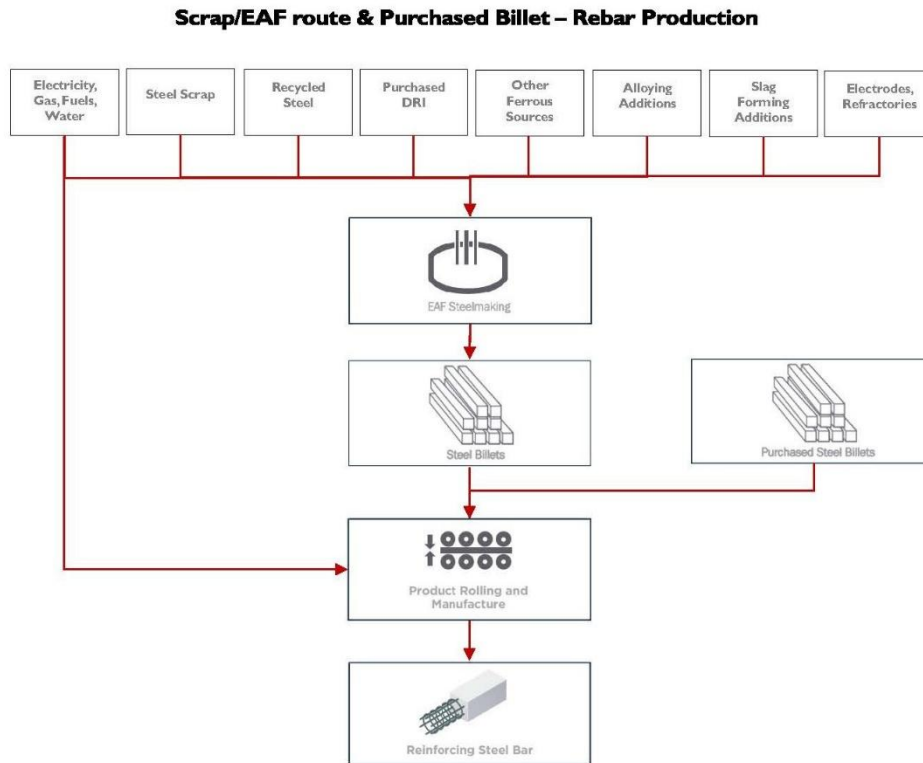 Scrap/EAF route & Purchased Billet – Rebar Production
Electricity,
Gas, Fuels,
Water
Steel Scrap
Recycled
Steel
Purchased
DRI
Other
Ferrous
Sources
Alloying
Additions
Slag
Forming
Additions
Electrodes,
Refractories
EAF Steelmaking
Steel Billets
Purchased Steel Billets
Product Rolling and
Manufacture
Reinforcing Steel Bar